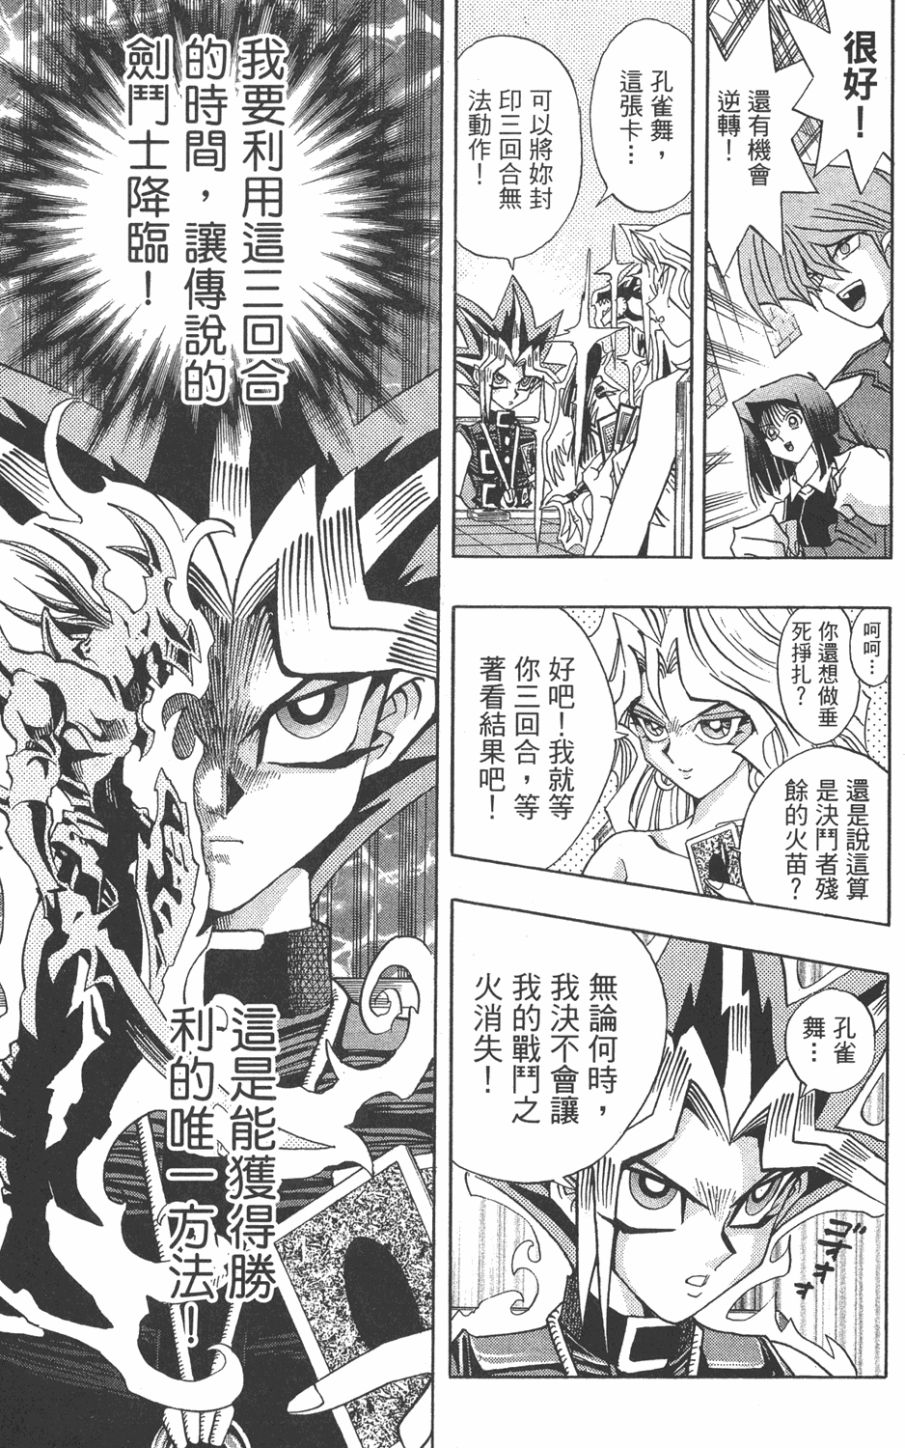 很好！
還有機會
逆轉！
孔雀舞，
這張卡…
可以將妳封
印三回合無
法動作！
呵呵…
你還想做垂
死掙扎？
還是說這算
是決鬥者殘
餘的火苗？
好吧！我就等
你三回合，等
著看結果吧！
孔雀
舞…
無論何時，
我決不會讓
我的戰鬥之
火消失！
ゴオオオ
我要利用這三回合
的時間，讓傳說的
劍鬥士降臨！
這是能獲得勝
利的唯一方法！